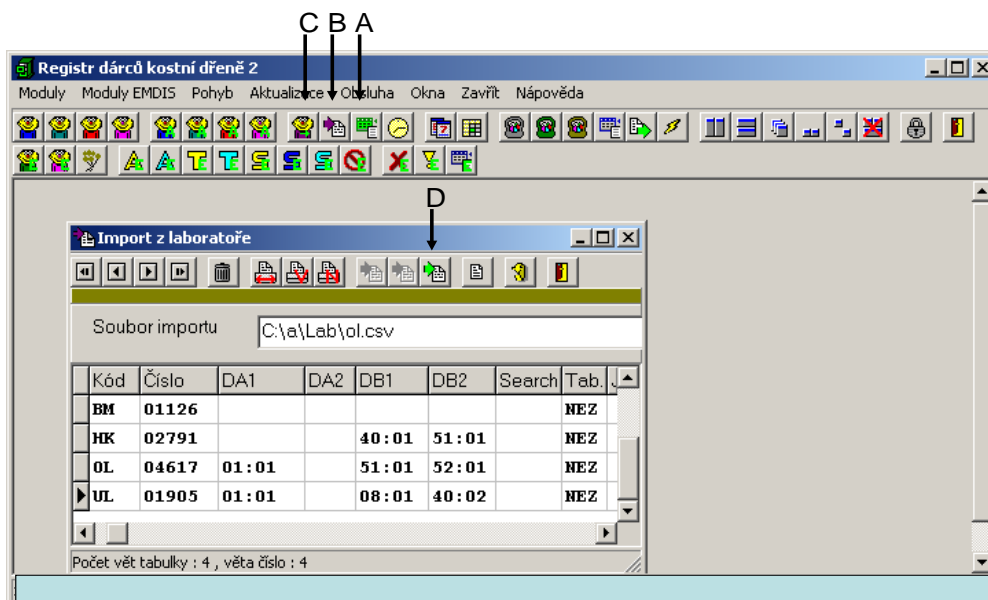 C B A
Registr dárců kostní dřeně 2
Moduly Moduly EMDIS Pohyb Aktualizace Obsluha Okna Zavřít Nápověda
D
Import z laboratoře
Soubor importu C:\a\Lab\ol.csv
Kód Číslo DA1 DA2 DB1 DB2 Search Tab.
BM 01126 NEZ
HK 02791 40:01 51:01 NEZ
OL 04617 01:01 51:01 52:01 NEZ
UL 01905 01:01 08:01 40:02 NEZ
Počet vět tabulky : 4 , věta číslo : 4